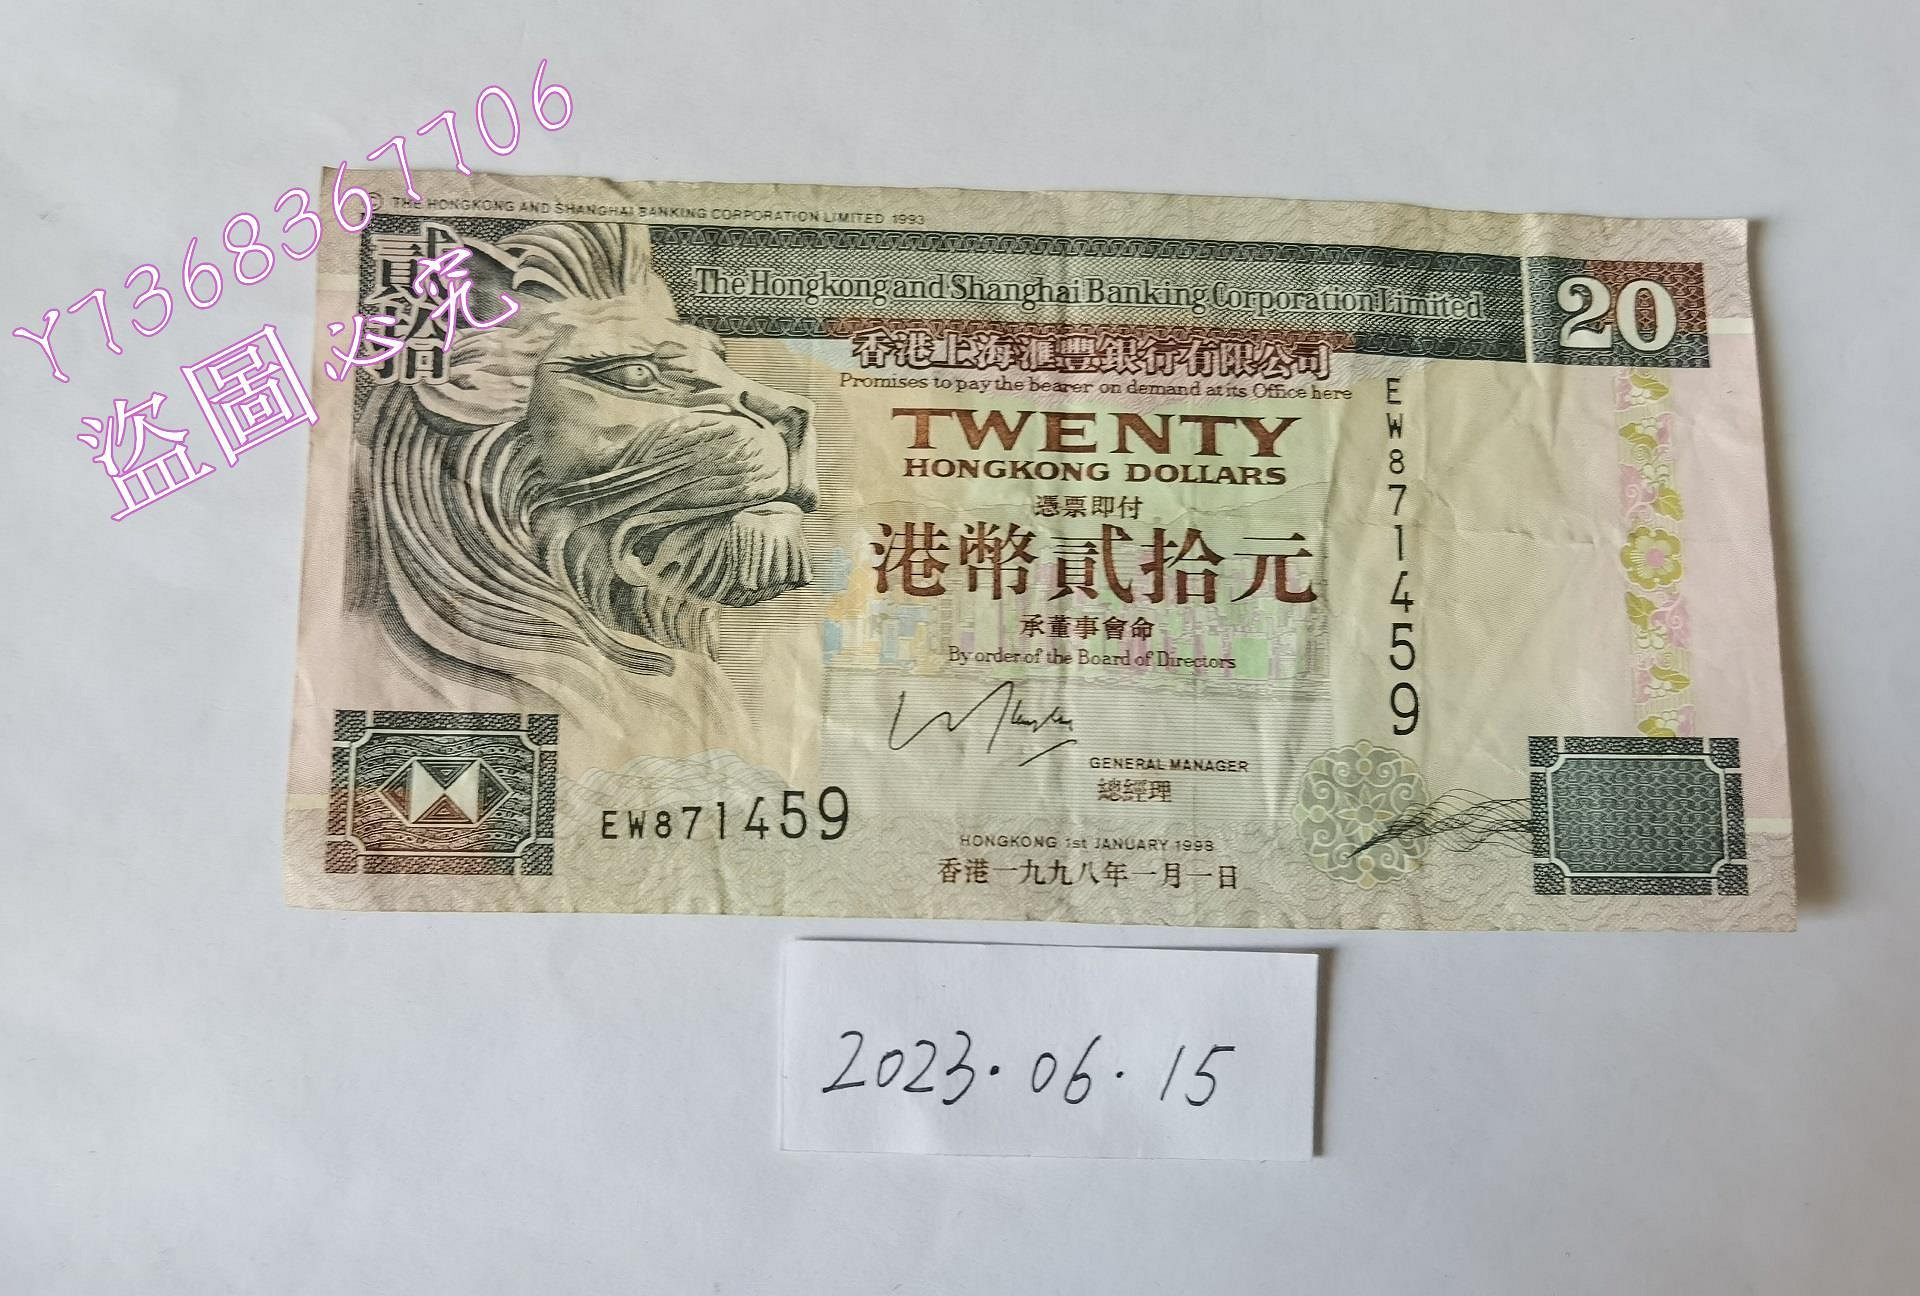 Y7368367706
盜圖必究
© THE HONGKONG AND SHANGHAI BANKING CORPORATION LIMITED 1993
貳拾
The Hongkong and Shanghai Banking Corporation Limited
20
香港上海滙豐銀行有限公司
Promises to pay the bearer on demand at its Office here
EW871459
TWENTY
HONGKONG DOLLARS
憑票即付
港幣貳拾元
承董事會命
By order of the Board of Directors
GENERAL MANAGER
總經理
EW871459
HONGKONG 1st JANUARY 1998
香港一九九八年一月一日
2023.06.15